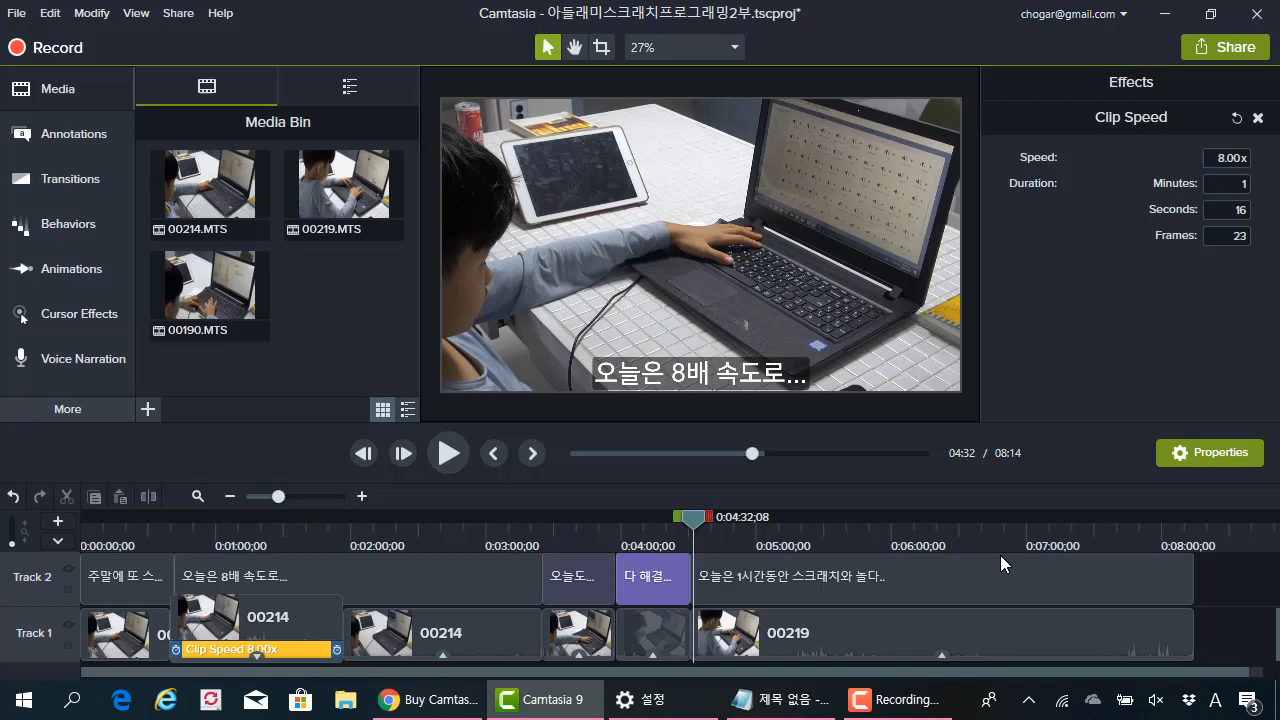 File Edit Modify View Share Help
Camtasia - 아들래미스크래치프로그래밍2부.tscproj*
chogar@gmail.com
Record
27%
Share
Media
Annotations
Transitions
Behaviors
Animations
Cursor Effects
Voice Narration
More
Media Bin
00214.MTS
00219.MTS
00190.MTS
오늘은 8배 속도로...
Effects
Clip Speed
Speed: 8.00x
Duration: Minutes: 1
Seconds: 16
Frames: 23
04:32 / 08:14
Properties
0:04:32;08
0:00:00;00 0:01:00;00 0:02:00;00 0:03:00;00 0:04:00;00 0:05:00;00 0:06:00;00 0:07:00;00 0:08:00;00
Track 2 주말에 또 스... 오늘은 8배 속도로... 오늘도... 다 해결... 오늘은 1시간동안 스크래치와 놀다..
Track 1 00214 00214 00219
Clip Speed 8.00x
Buy Camtas... Camtasia 9 설정 제목 없음 -... Recording... A 3